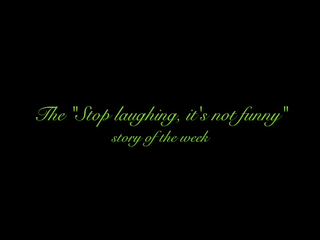 The "Stop laughing, it's not funny"
story of the week